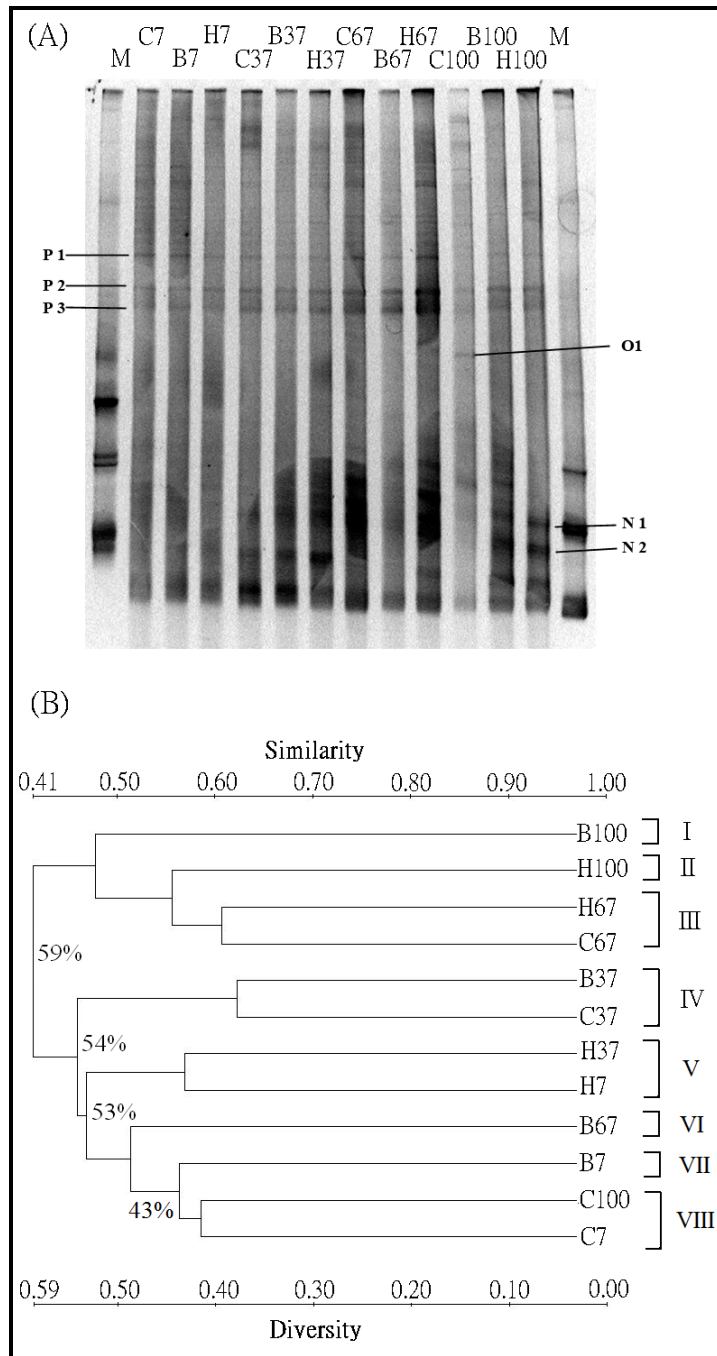 (A)
C7 H7 B37 C67 H67 B100 M
M B7 C37 H37 B67 C100 H100
P 1
P 2
P 3
O1
N 1
N 2
(B)
Similarity
0.41 0.50 0.60 0.70 0.80 0.90 1.00
B100 I
H100 II
H67
III
C67
59%
B37
IV
C37
54%
H37
V
H7
53%
B67 VI
B7 VII
C100
43%
VIII
C7
0.59 0.50 0.40 0.30 0.20 0.10 0.00
Diversity